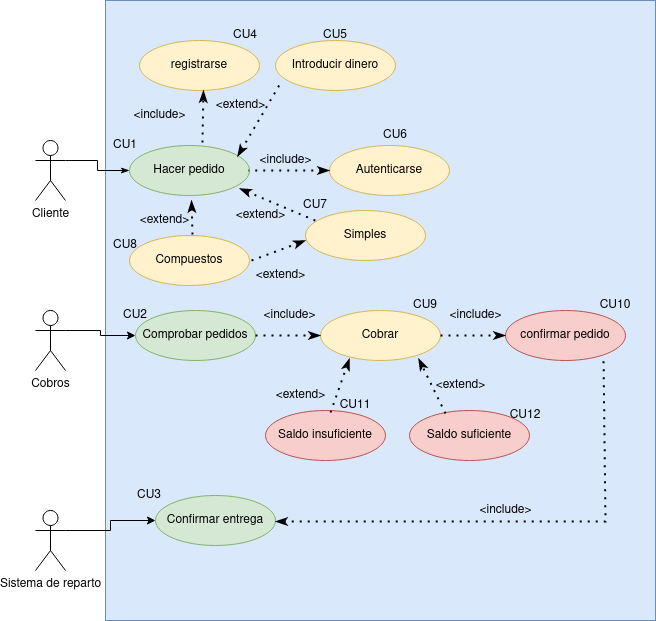 CU4
CU5
registrarse
Introducir dinero
<include>
<extend>
CU1
CU6
Hacer pedido
<include>
Autenticarse
Cliente
<extend>
<extend>
CU7
CU8
Simples
Compuestos
<extend>
CU2
CU9
CU10
<include>
<include>
Comprobar pedidos
Cobrar
confirmar pedido
Cobros
<extend>
<extend>
CU11
CU12
Saldo insuficiente
Saldo suficiente
CU3
<include>
Confirmar entrega
Sistema de reparto